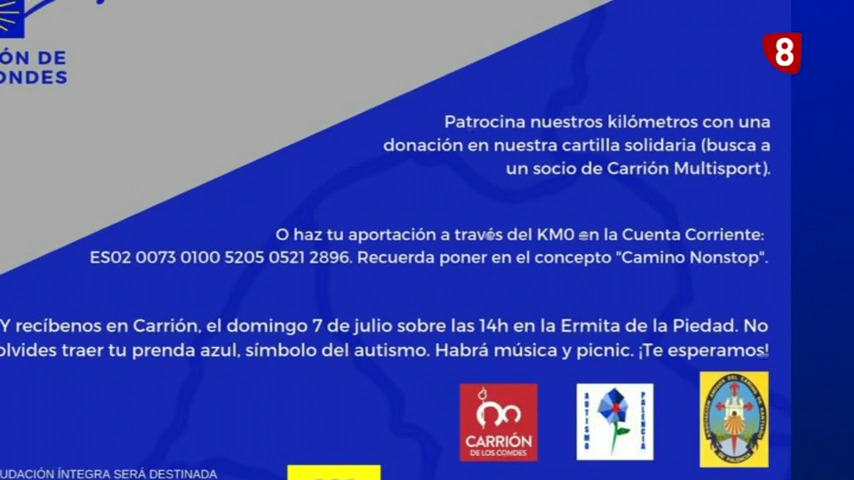 8
ÓN DE
ONDES
Patrocina nuestros kilómetros con una
donación en nuestra cartilla solidaria (busca a
un socio de Carrión Multisport).
O haz tu aportación a través del KM0 en la Cuenta Corriente:
ES02 0073 0100 5205 0521 2896. Recuerda poner en el concepto "Camino Nonstop".
Y recíbenos en Carrión, el domingo 7 de julio sobre las 14h en la Ermita de la Piedad. No
olvides traer tu prenda azul, símbolo del autismo. Habrá música y picnic. ¡Te esperamos!
CARRIÓN
DE LOS CONDES
AUTISMO
PALENCIA
UDACIÓN ÍNTEGRA SERÁ DESTINADA